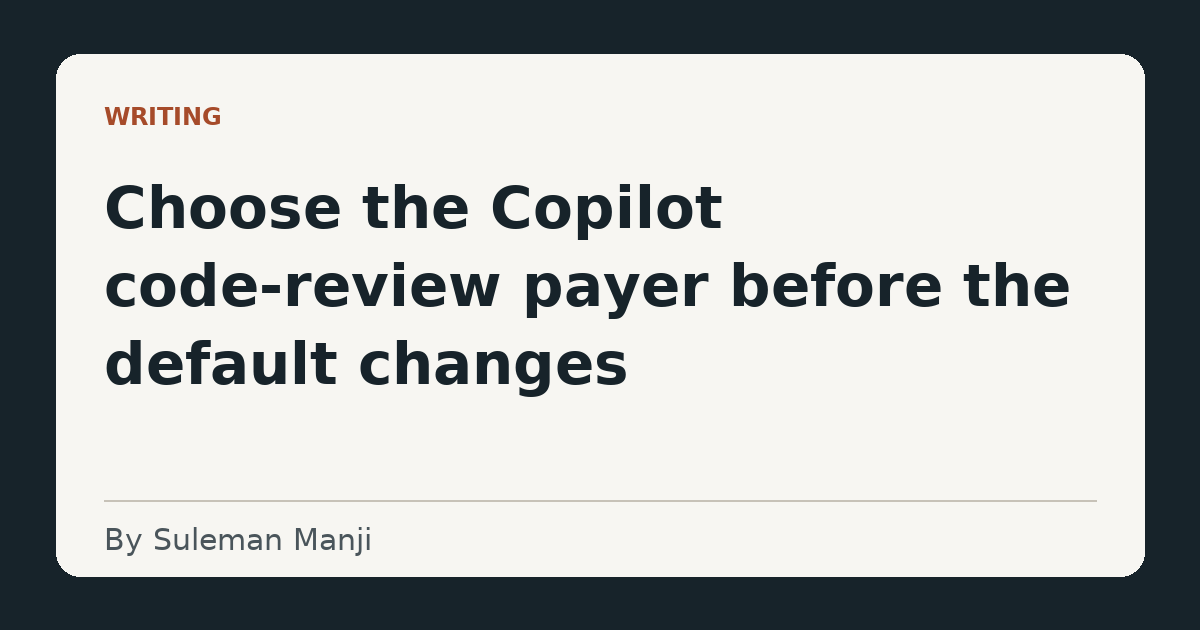 WRITING
Choose the Copilot
code-review payer before the
default changes
By Suleman Manji